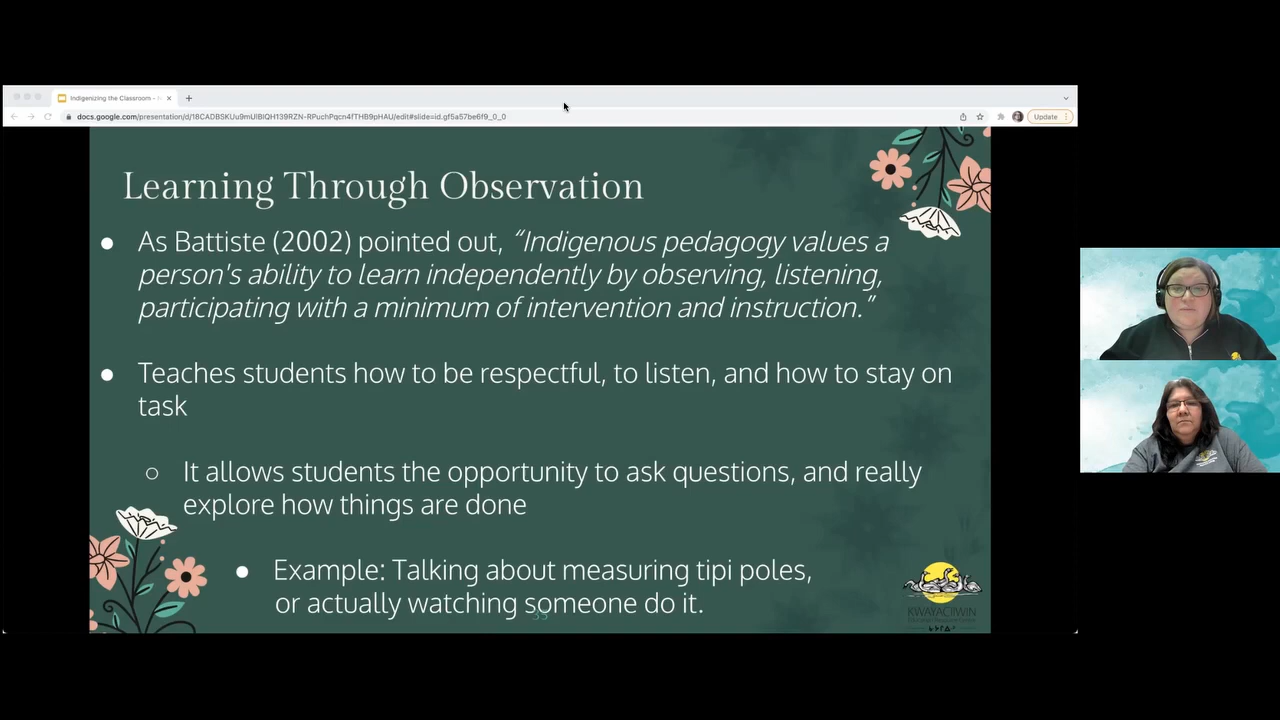 Indigenizing the Classroom -
docs.google.com/presentation/d/18CADBSKUu9mUlBIQH139RZN-RPuchPqcn4fTHB9pHAU/edit#slide=id.gf5a57be6f9_0_0
Update
Learning Through Observation
● As Battiste (2002) pointed out, “Indigenous pedagogy values a
person's ability to learn independently by observing, listening,
participating with a minimum of intervention and instruction.”
● Teaches students how to be respectful, to listen, and how to stay on
task
○ It allows students the opportunity to ask questions, and really
explore how things are done
● Example: Talking about measuring tipi poles,
or actually watching someone do it.
KWAYACIIWIN